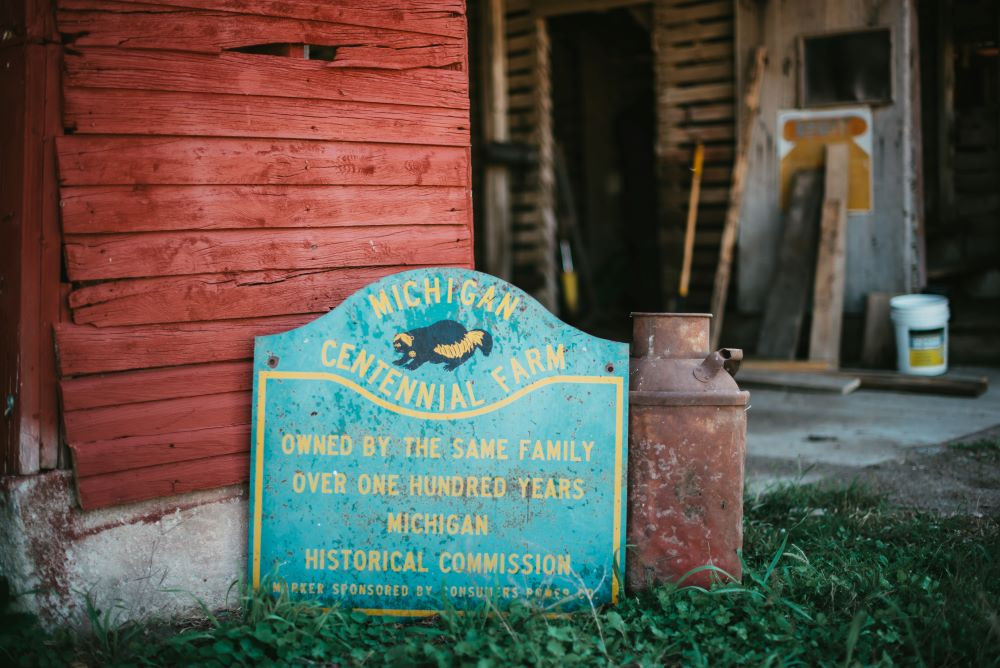 MICHIGAN
CENTENNIAL FARM
OWNED BY THE SAME FAMILY
OVER ONE HUNDRED YEARS
MICHIGAN
HISTORICAL COMMISSION
MARKER SPONSORED BY CONSUMERS POWER CO.